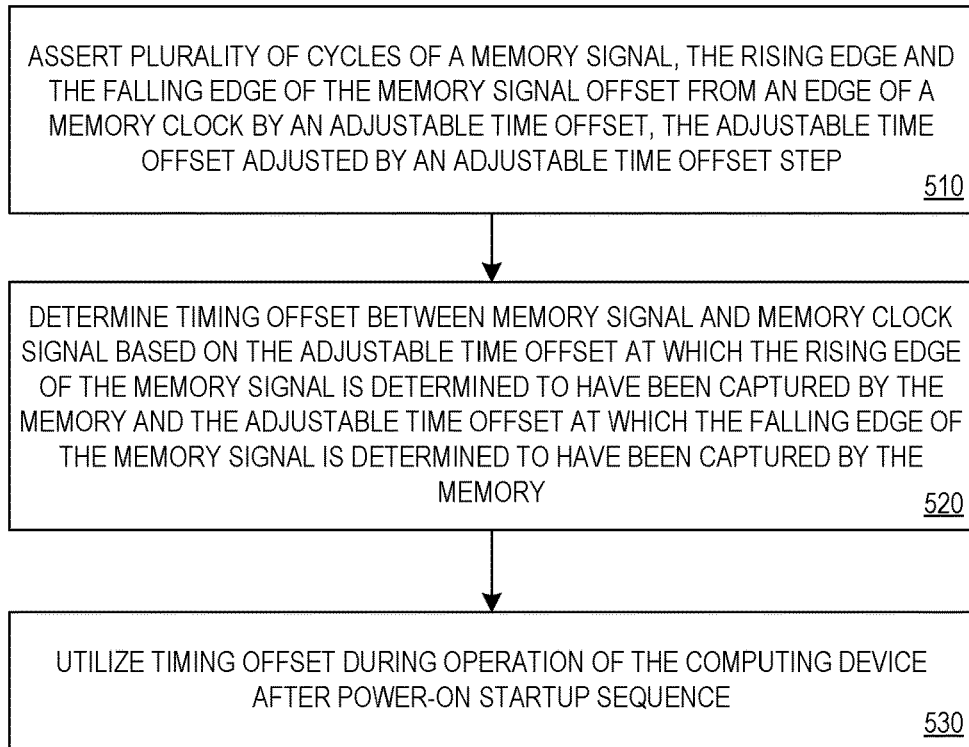 ASSERT PLURALITY OF CYCLES OF A MEMORY SIGNAL, THE RISING EDGE AND
THE FALLING EDGE OF THE MEMORY SIGNAL OFFSET FROM AN EDGE OF A
MEMORY CLOCK BY AN ADJUSTABLE TIME OFFSET, THE ADJUSTABLE TIME
OFFSET ADJUSTED BY AN ADJUSTABLE TIME OFFSET STEP
510
DETERMINE TIMING OFFSET BETWEEN MEMORY SIGNAL AND MEMORY CLOCK
SIGNAL BASED ON THE ADJUSTABLE TIME OFFSET AT WHICH THE RISING EDGE
OF THE MEMORY SIGNAL IS DETERMINED TO HAVE BEEN CAPTURED BY THE
MEMORY AND THE ADJUSTABLE TIME OFFSET AT WHICH THE FALLING EDGE OF
THE MEMORY SIGNAL IS DETERMINED TO HAVE BEEN CAPTURED BY THE
MEMORY
520
UTILIZE TIMING OFFSET DURING OPERATION OF THE COMPUTING DEVICE
AFTER POWER-ON STARTUP SEQUENCE
530